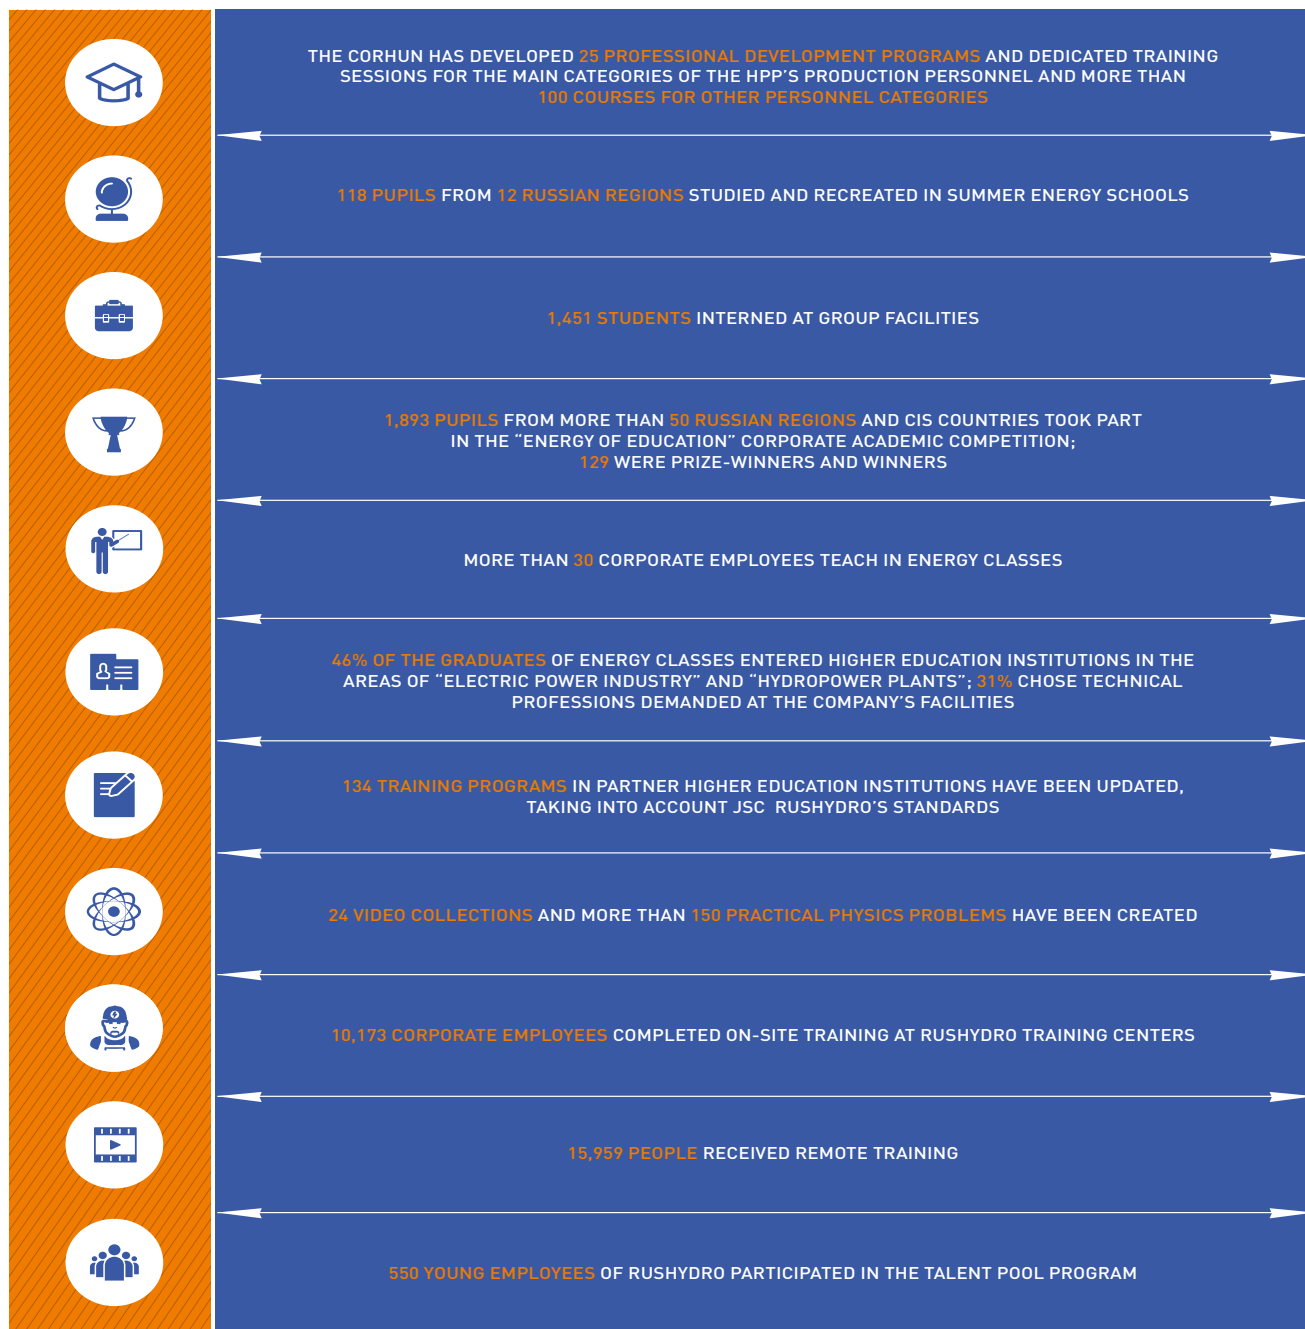 THE CORHUN HAS DEVELOPED 25 PROFESSIONAL DEVELOPMENT PROGRAMS AND DEDICATED TRAINING
SESSIONS FOR THE MAIN CATEGORIES OF THE HPP'S PRODUCTION PERSONNEL AND MORE THAN
100 COURSES FOR OTHER PERSONNEL CATEGORIES
118 PUPILS FROM 12 RUSSIAN REGIONS STUDIED AND RECREATED IN SUMMER ENERGY SCHOOLS
1,451 STUDENTS INTERNED AT GROUP FACILITIES
1,893 PUPILS FROM MORE THAN 50 RUSSIAN REGIONS AND CIS COUNTRIES TOOK PART
IN THE “ENERGY OF EDUCATION” CORPORATE ACADEMIC COMPETITION;
129 WERE PRIZE-WINNERS AND WINNERS
MORE THAN 30 CORPORATE EMPLOYEES TEACH IN ENERGY CLASSES
46% OF THE GRADUATES OF ENERGY CLASSES ENTERED HIGHER EDUCATION INSTITUTIONS IN THE
AREAS OF “ELECTRIC POWER INDUSTRY” AND “HYDROPOWER PLANTS”; 31% CHOSE TECHNICAL
PROFESSIONS DEMANDED AT THE COMPANY'S FACILITIES
134 TRAINING PROGRAMS IN PARTNER HIGHER EDUCATION INSTITUTIONS HAVE BEEN UPDATED,
TAKING INTO ACCOUNT JSC RUSHYDRO'S STANDARDS
24 VIDEO COLLECTIONS AND MORE THAN 150 PRACTICAL PHYSICS PROBLEMS HAVE BEEN CREATED
10,173 CORPORATE EMPLOYEES COMPLETED ON-SITE TRAINING AT RUSHYDRO TRAINING CENTERS
15,959 PEOPLE RECEIVED REMOTE TRAINING
550 YOUNG EMPLOYEES OF RUSHYDRO PARTICIPATED IN THE TALENT POOL PROGRAM